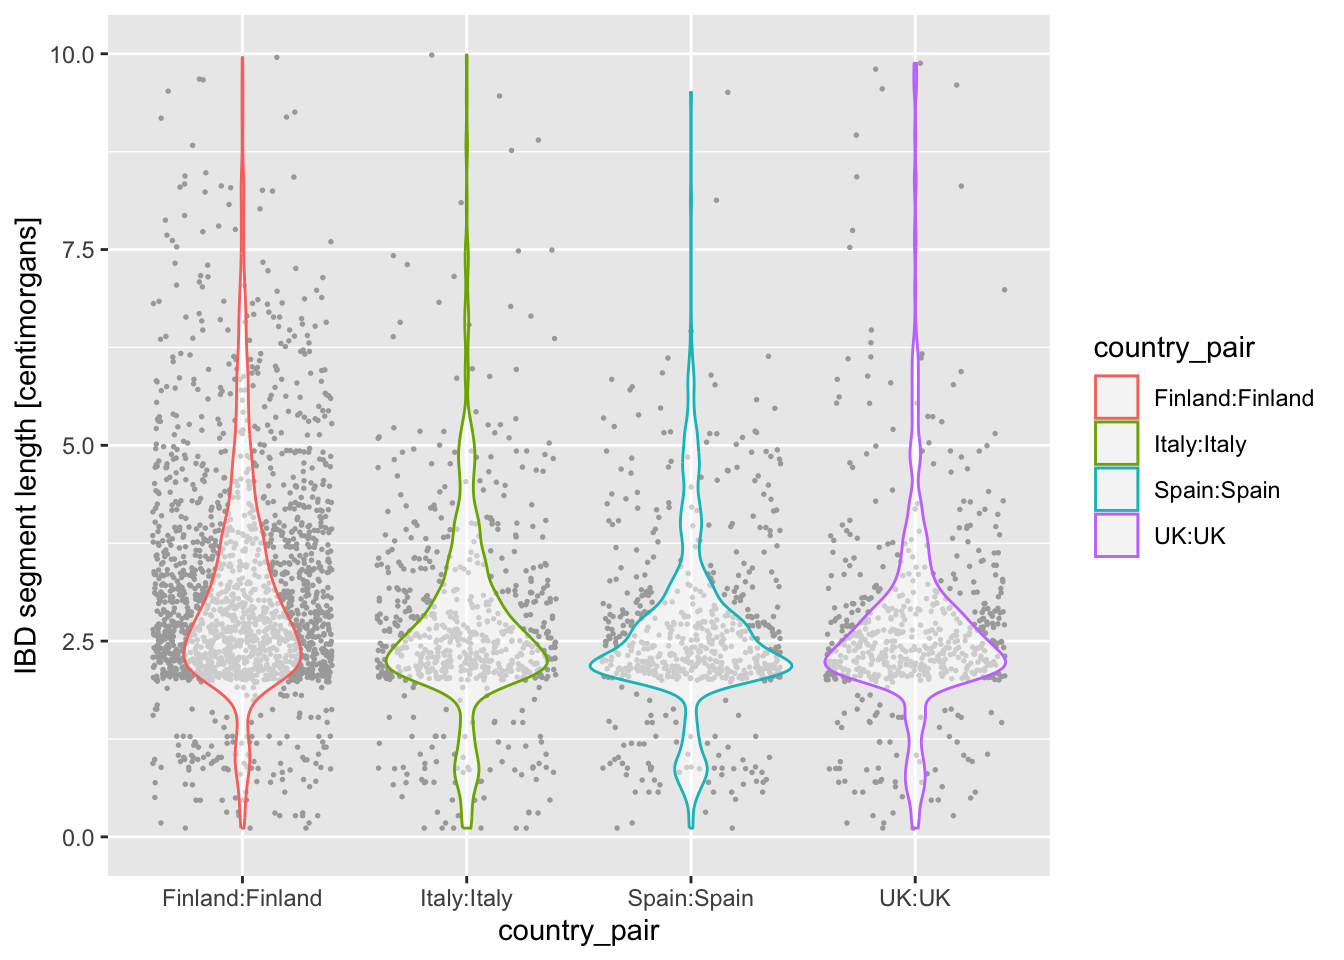 10.0
7.5
5.0
2.5
0.0
IBD segment length [centimorgans]
Finland:Finland
Italy:Italy
Spain:Spain
UK:UK
country_pair
country_pair
Finland:Finland
Italy:Italy
Spain:Spain
UK:UK